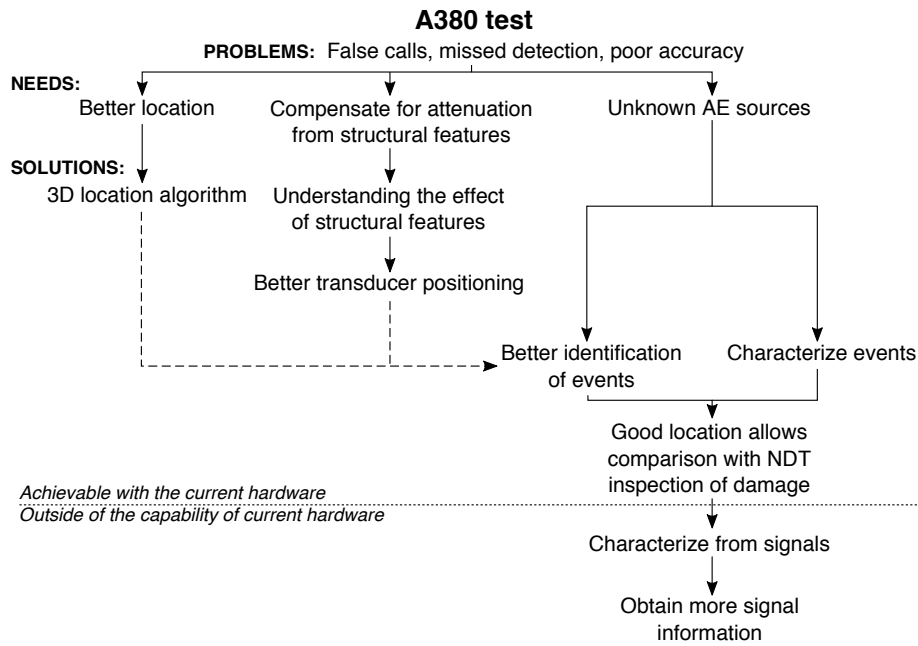 A380 test
PROBLEMS: False calls, missed detection, poor accuracy
NEEDS:
Better location
Compensate for attenuation
from structural features
Unknown AE sources
SOLUTIONS:
3D location algorithm
Understanding the effect
of structural features
Better transducer positioning
Better identification
of events
Characterize events
Good location allows
comparison with NDT
inspection of damage
Achievable with the current hardware
Outside of the capability of current hardware
Characterize from signals
Obtain more signal
information